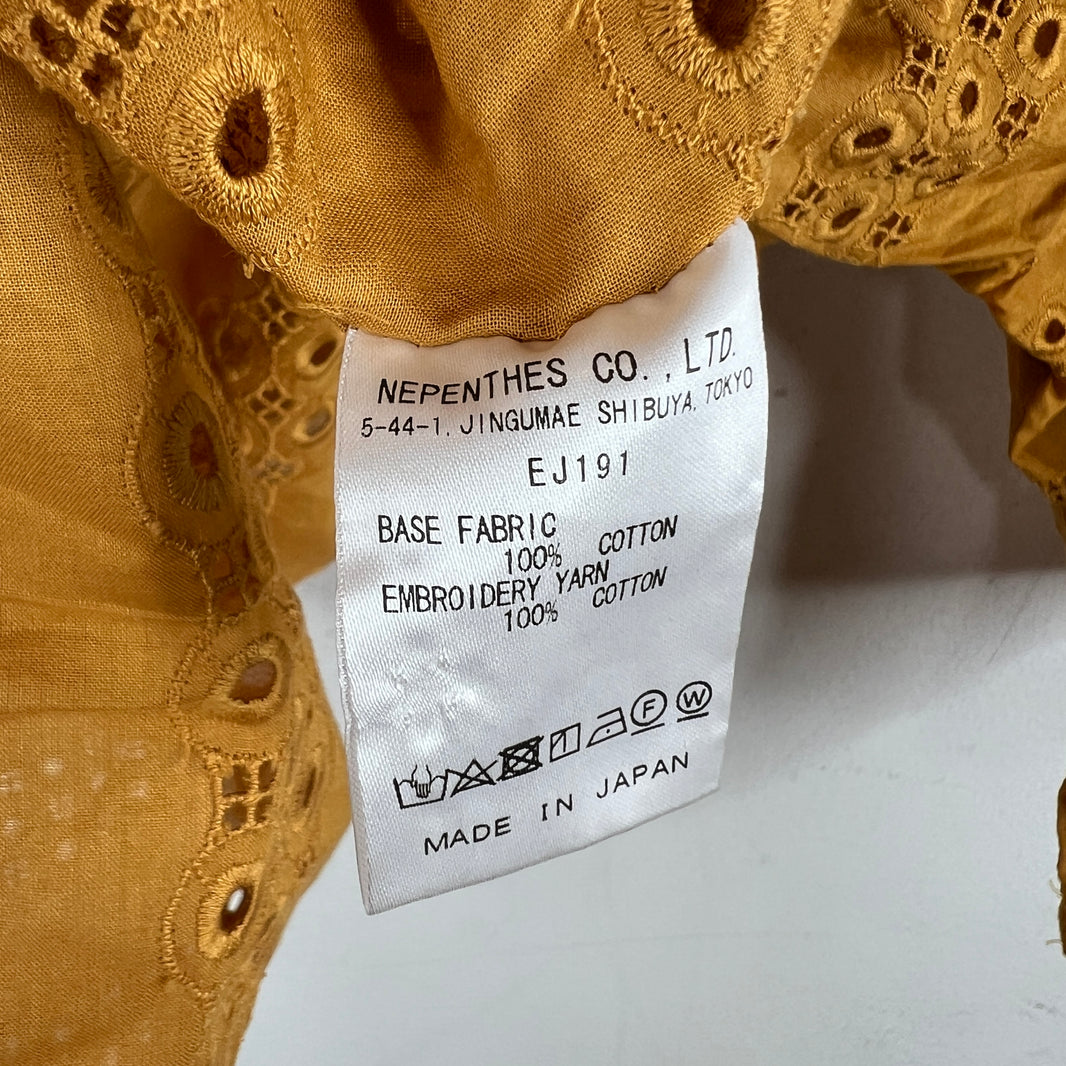 NEPENTHES CO., LTD.
5-44-1, JINGUMAE SHIBUYA, TOKYO
EJ191
BASE FABRIC
100% COTTON
EMBROIDERY YARN
100% COTTON
F W
MADE IN JAPAN